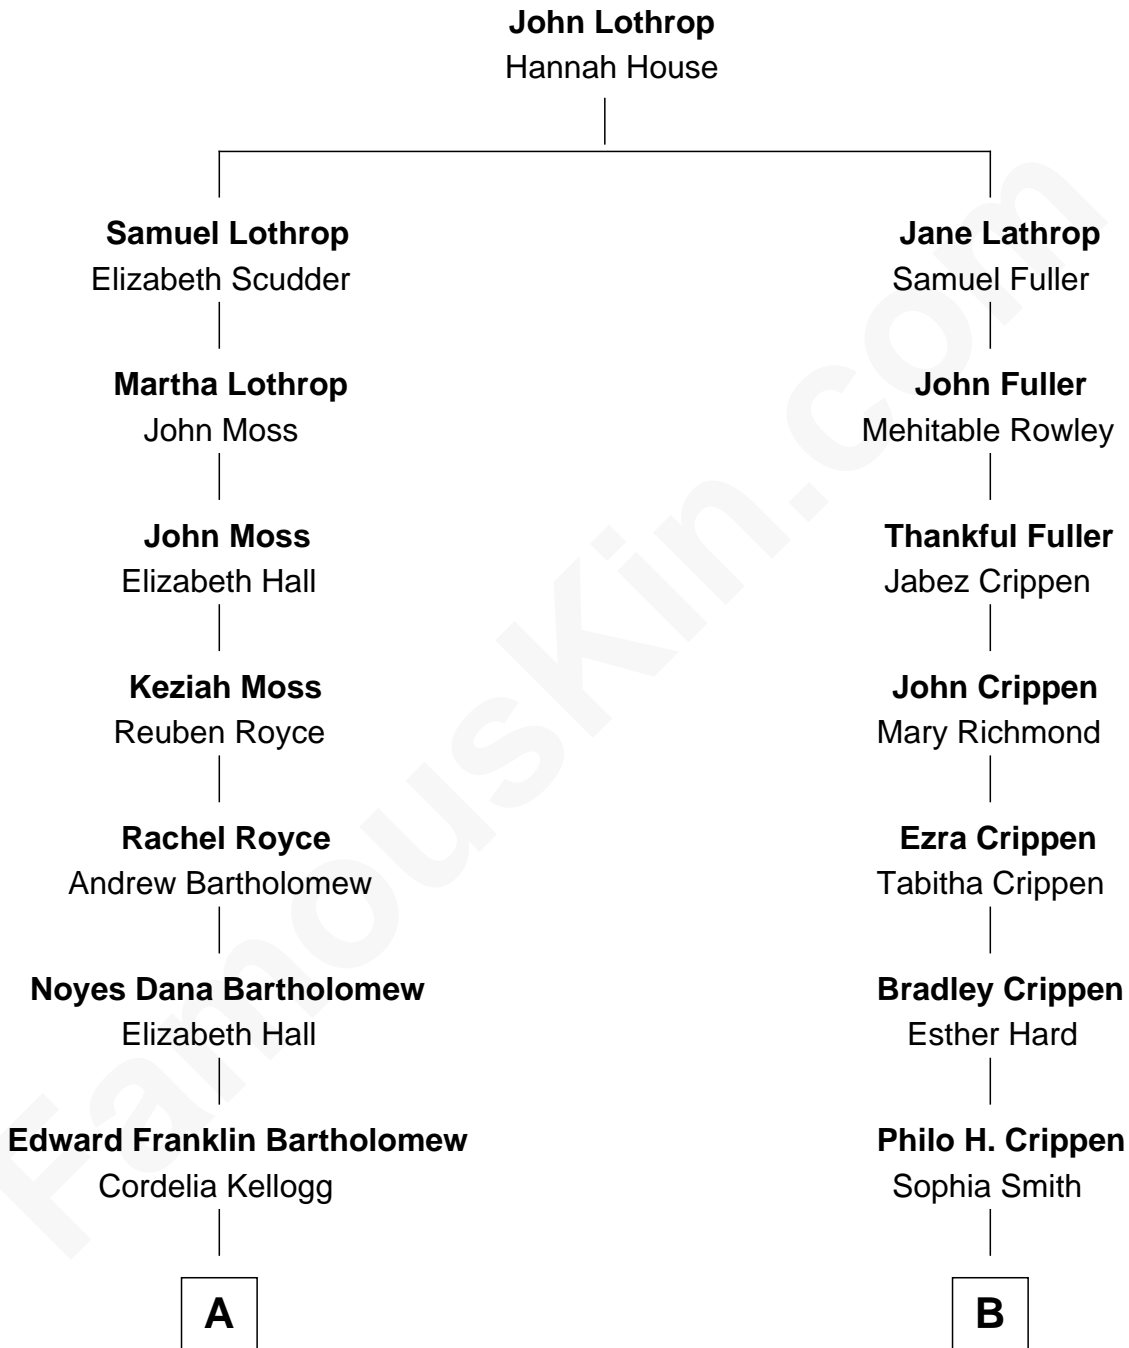 John Lothrop
Hannah House
Samuel Lothrop
Elizabeth Scudder
Jane Lathrop
Samuel Fuller
Martha Lothrop
John Moss
John Fuller
Mehitable Rowley
John Moss
Elizabeth Hall
Thankful Fuller
Jabez Crippen
Keziah Moss
Reuben Royce
John Crippen
Mary Richmond
Rachel Royce
Andrew Bartholomew
Ezra Crippen
Tabitha Crippen
Noyes Dana Bartholomew
Elizabeth Hall
Bradley Crippen
Esther Hard
Edward Franklin Bartholomew
Cordelia Kellogg
Philo H. Crippen
Sophia Smith
A
B
FamousKin.com